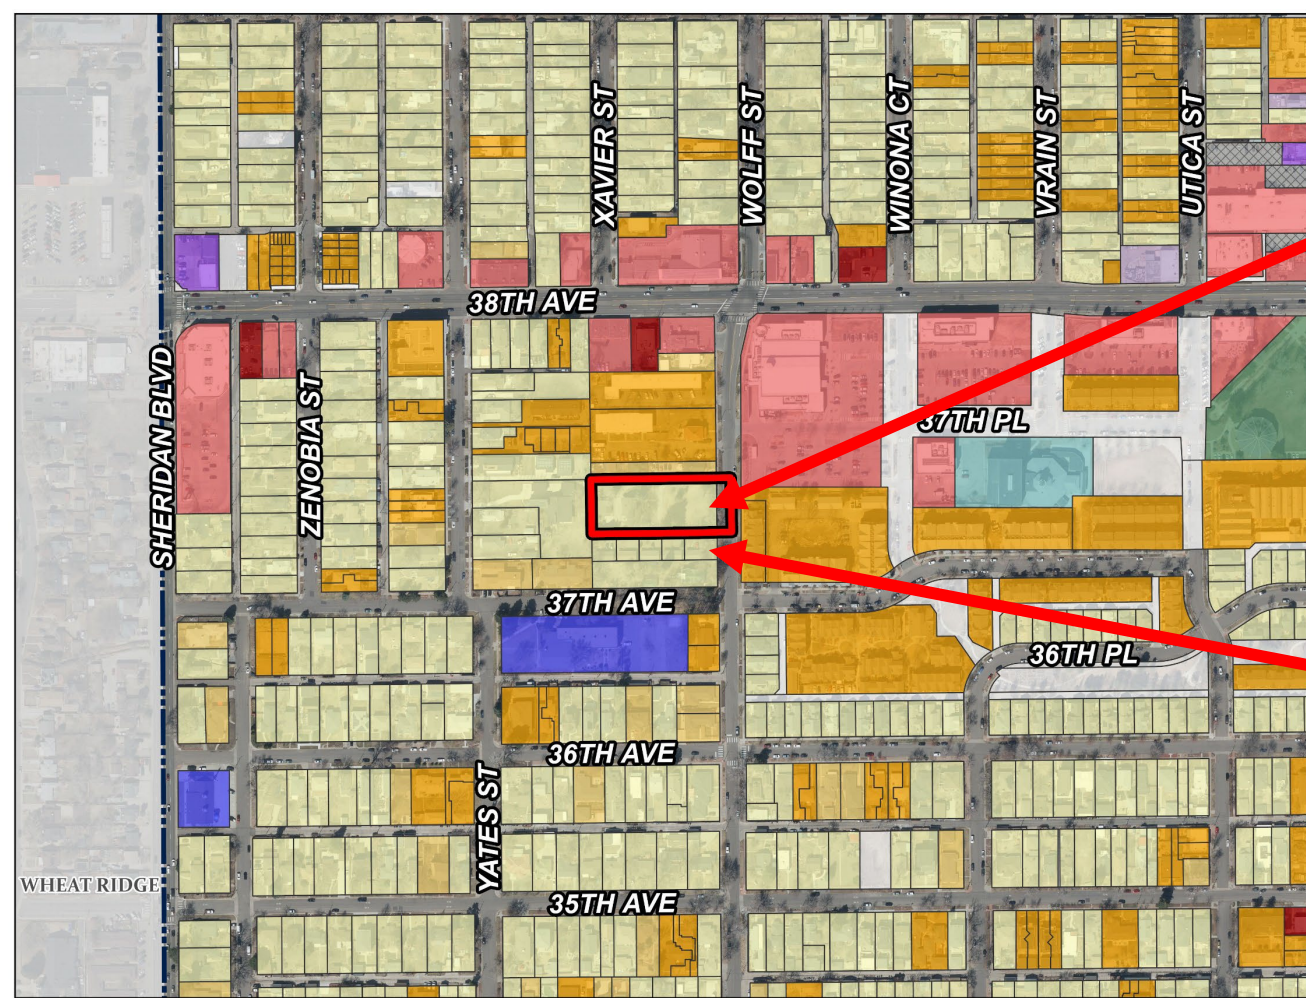 XAVIER ST
WOLFF ST
WINONA CT
VRAIN ST
UTICA ST
38TH AVE
SHERIDAN BLVD
ZENOBIA ST
37TH PL
37TH AVE
36TH PL
36TH AVE
YATES ST
WHEAT RIDGE
35TH AVE